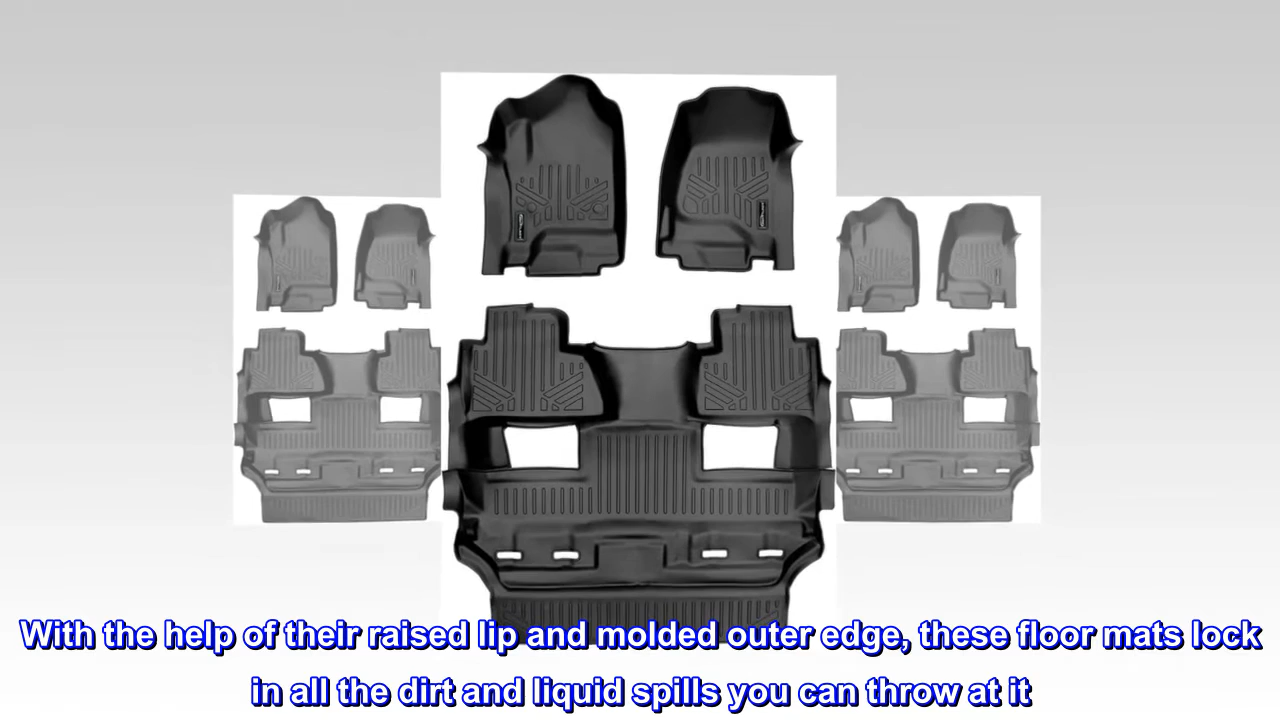 With the help of their raised lip and molded outer edge, these floor mats lock
in all the dirt and liquid spills you can throw at it